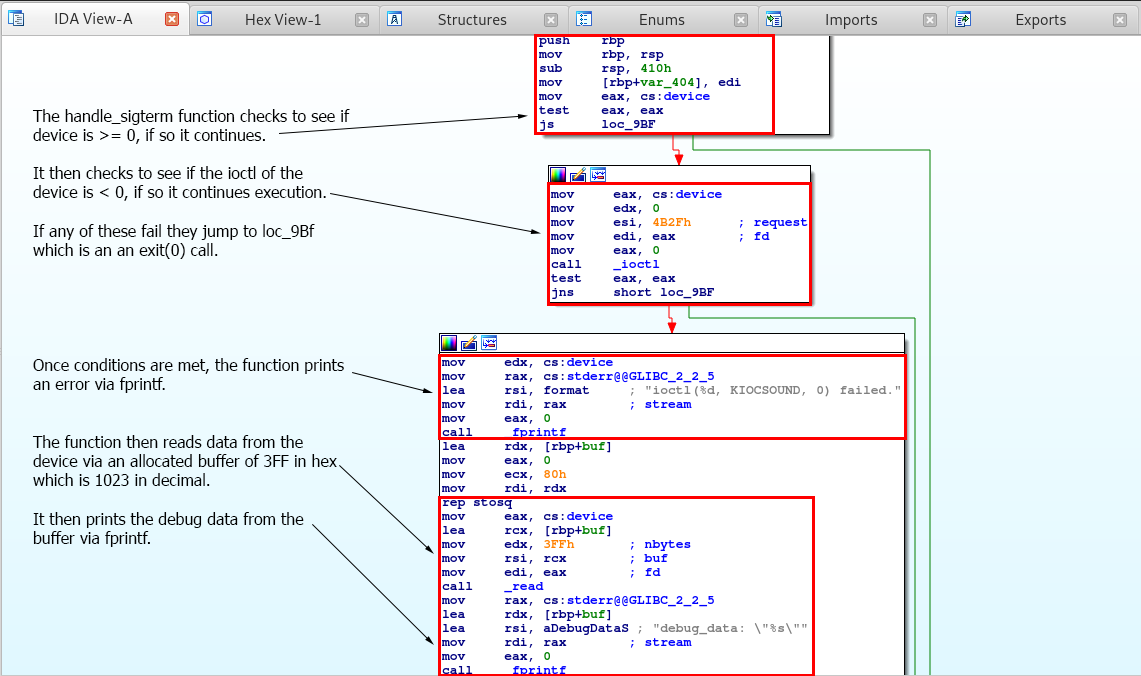 IDA View-A Hex View-1 Structures Enums Imports Exports
The handle_sigterm function checks to see if
device is >= 0, if so it continues.
It then checks to see if the ioctl of the
device is < 0, if so it continues execution.
If any of these fail they jump to loc_9Bf
which is an an exit(0) call.
Once conditions are met, the function prints
an error via fprintf.
The function then reads data from the
device via an allocated buffer of 3FF in hex
which is 1023 in decimal.
It then prints the debug data from the
buffer via fprintf.
push rbp
mov rbp, rsp
sub rsp, 410h
mov [rbp+var_404], edi
mov eax, cs:device
test eax, eax
js loc_9BF
mov eax, cs:device
mov edx, 0
mov esi, 4B2Fh ; request
mov edi, eax ; fd
mov eax, 0
call _ioctl
test eax, eax
jns short loc_9BF
mov edx, cs:device
mov rax, cs:stderr@@GLIBC_2_2_5
lea rsi, format ; "ioctl(%d, KIOCSOUND, 0) failed."
mov rdi, rax ; stream
mov eax, 0
call _fprintf
lea rdx, [rbp+buf]
mov eax, 0
mov ecx, 80h
mov rdi, rdx
rep stosq
mov eax, cs:device
lea rcx, [rbp+buf]
mov edx, 3FFh ; nbytes
mov rsi, rcx ; buf
mov edi, eax ; fd
call _read
mov rax, cs:stderr@@GLIBC_2_2_5
lea rdx, [rbp+buf]
lea rsi, aDebugDataS ; "debug_data: \"%s\""
mov rdi, rax ; stream
mov eax, 0
call _fprintf